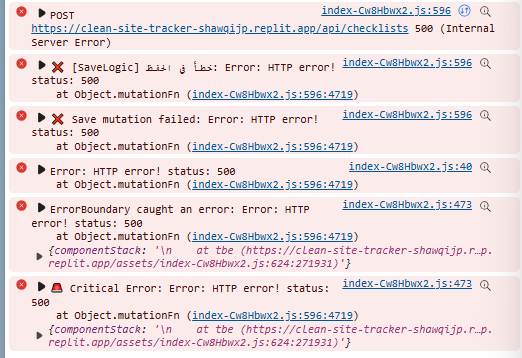 POST index-Cw8Hbwx2.js:596
https://clean-site-tracker-shawqijp.replit.app/api/checklists 500 (Internal
Server Error)
❌ [SaveLogic] خطأ في الحفظ: Error: HTTP error! index-Cw8Hbwx2.js:596
status: 500
at Object.mutationFn (index-Cw8Hbwx2.js:596:4719)
❌ Save mutation failed: Error: HTTP error! index-Cw8Hbwx2.js:596
status: 500
at Object.mutationFn (index-Cw8Hbwx2.js:596:4719)
Error: HTTP error! status: 500 index-Cw8Hbwx2.js:40
at Object.mutationFn (index-Cw8Hbwx2.js:596:4719)
ErrorBoundary caught an error: Error: HTTP index-Cw8Hbwx2.js:473
error! status: 500
at Object.mutationFn (index-Cw8Hbwx2.js:596:4719)
{componentStack: '\n    at tbe (https://clean-site-tracker-shawqijp.r…p.
replit.app/assets/index-Cw8Hbwx2.js:624:271931)'}
🚨 Critical Error: Error: HTTP error! status: index-Cw8Hbwx2.js:473
500
at Object.mutationFn (index-Cw8Hbwx2.js:596:4719)
{componentStack: '\n    at tbe (https://clean-site-tracker-shawqijp.r…p.
replit.app/assets/index-Cw8Hbwx2.js:624:271931)'}